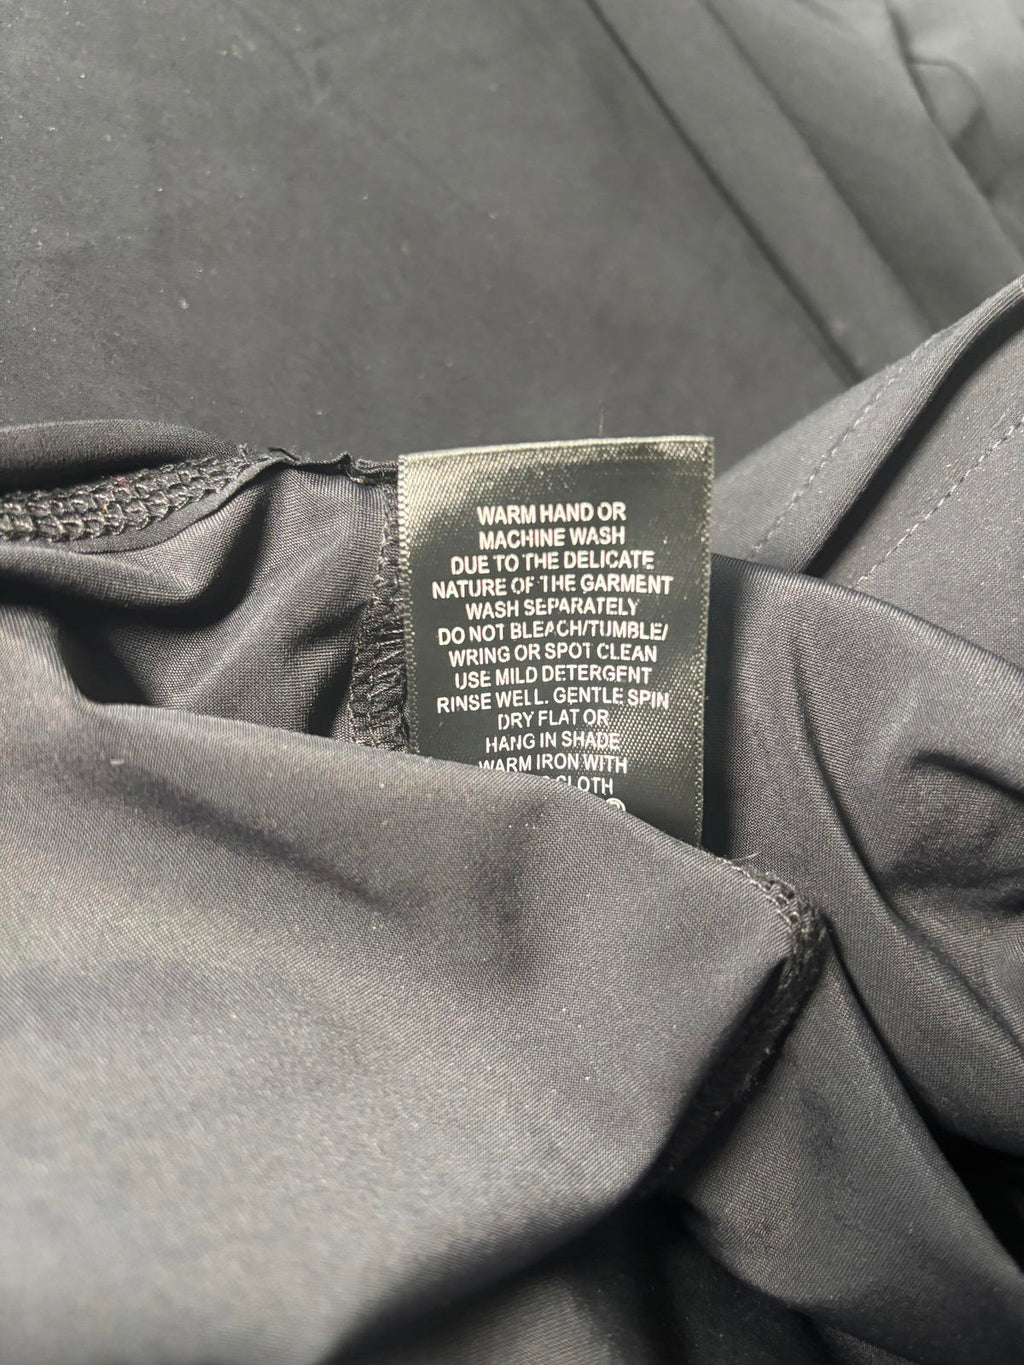 WARM HAND OR
MACHINE WASH
DUE TO THE DELICATE
NATURE OF THE GARMENT
WASH SEPARATELY
DO NOT BLEACH/TUMBLE/
WRING OR SPOT CLEAN
USE MILD DETERGENT
RINSE WELL. GENTLE SPIN
DRY FLAT OR
HANG IN SHADE
WARM IRON WITH
CLOTH